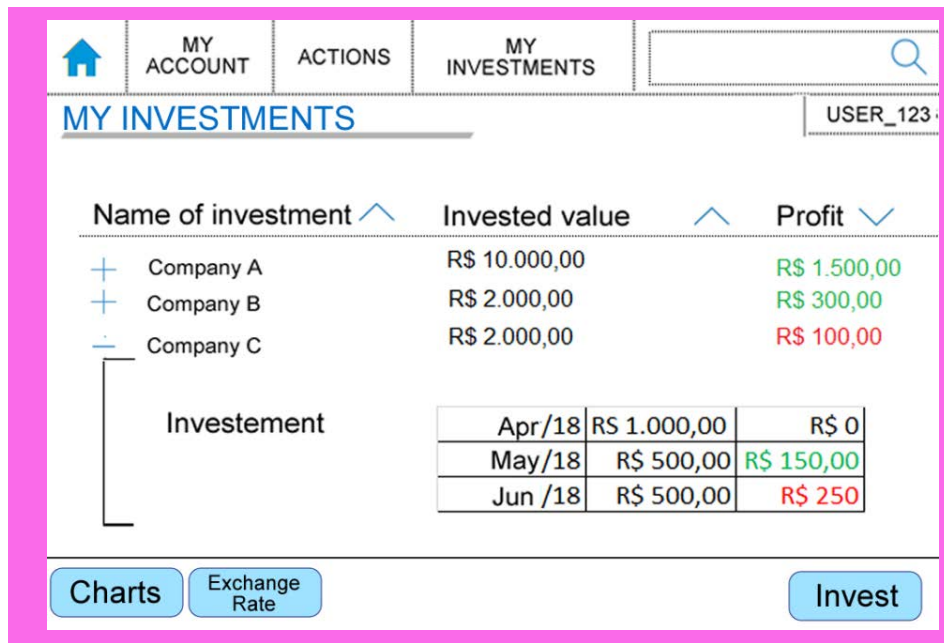 MY
ACCOUNT
ACTIONS
MY
INVESTMENTS
MY INVESTMENTS
USER_123
Name of investment Invested value Profit
Company A R$ 10.000,00 R$ 1.500,00
Company B R$ 2.000,00 R$ 300,00
Company C R$ 2.000,00 R$ 100,00
Investement
Apr/18 RS 1.000,00 R$ 0
May/18 R$ 500,00 R$ 150,00
Jun /18 R$ 500,00 R$ 250
Charts
Exchange
Rate
Invest